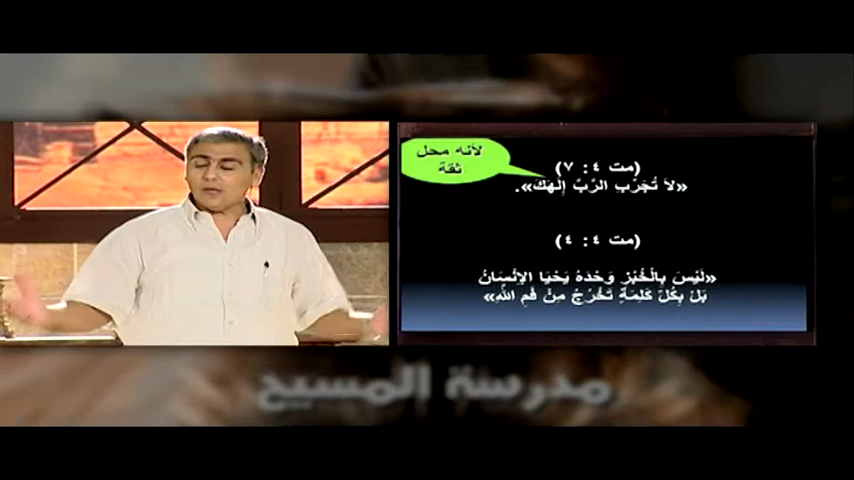 لأنه محل
ثقة
(مت ٤: ٧)
«لاَ تُجَرِّبِ الرَّبَّ إِلهَكَ».
(مت ٤: ٤)
«لَيْسَ بِالْخُبْزِ وَحْدَهُ يَحْيَا الإِنْسَانُ
بَلْ بِكُلِّ كَلِمَةٍ تَخْرُجُ مِنْ فَمِ اللهِ»
مدرسة المسيح